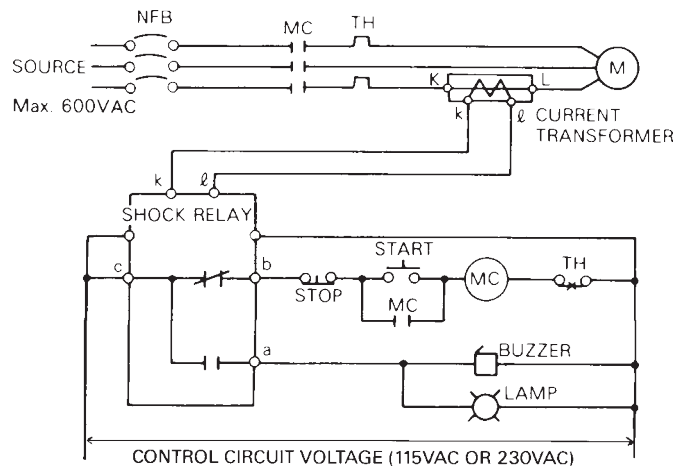 NFB
MC
TH
SOURCE
M
Max. 600VAC
K
L
k
ℓ
CURRENT
TRANSFORMER
k
ℓ
SHOCK RELAY
c
b
STOP
START
MC
MC
TH
a
BUZZER
LAMP
CONTROL CIRCUIT VOLTAGE (115VAC OR 230VAC)